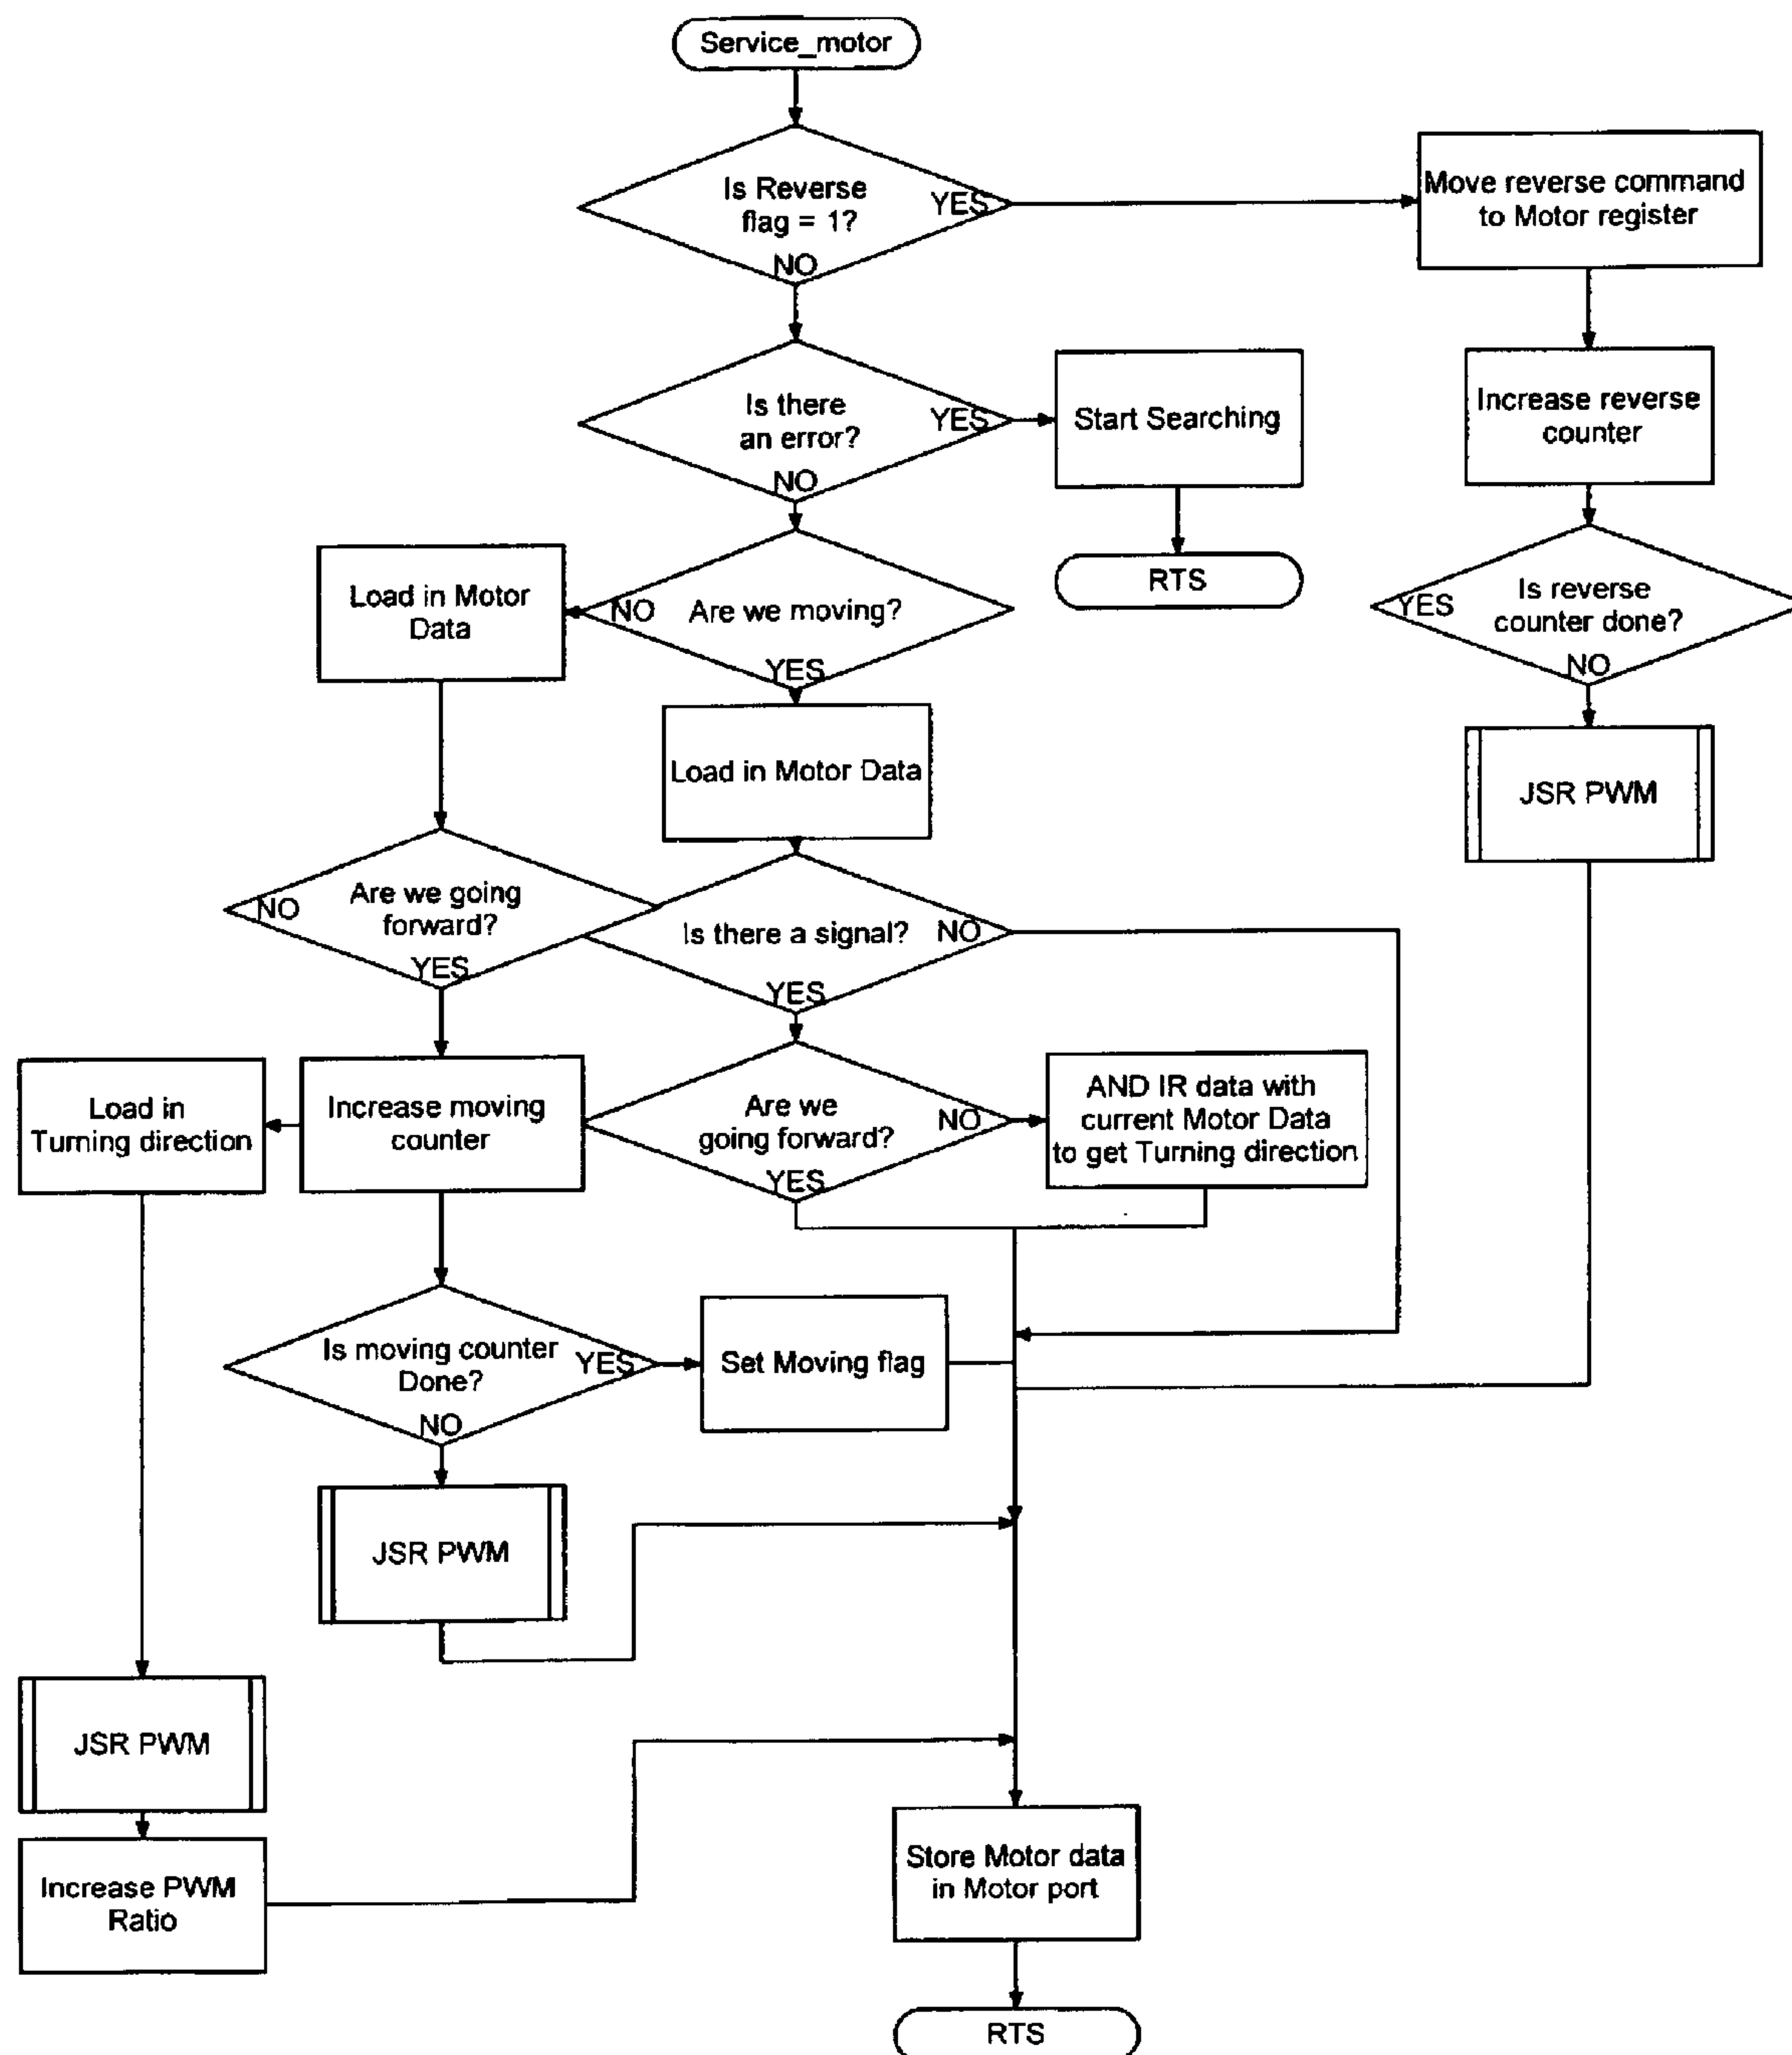 Service_motor
Is Reverse
flag = 1?
YES
NO
Move reverse command
to Motor register
Is there
an error?
YES
NO
Start Searching
Increase reverse
counter
RTS
Load in Motor
Data
NO
Are we moving?
YES
YES
Is reverse
counter done?
NO
Load in Motor Data
JSR PWM
NO
Are we going
forward?
YES
Is there a signal?
NO
YES
Load in
Turning direction
Increase moving
counter
Are we
going forward?
NO
YES
AND IR data with
current Motor Data
to get Turning direction
Is moving counter
Done?
YES
NO
Set Moving flag
JSR PWM
JSR PWM
Increase PWM
Ratio
Store Motor data
in Motor port
RTS